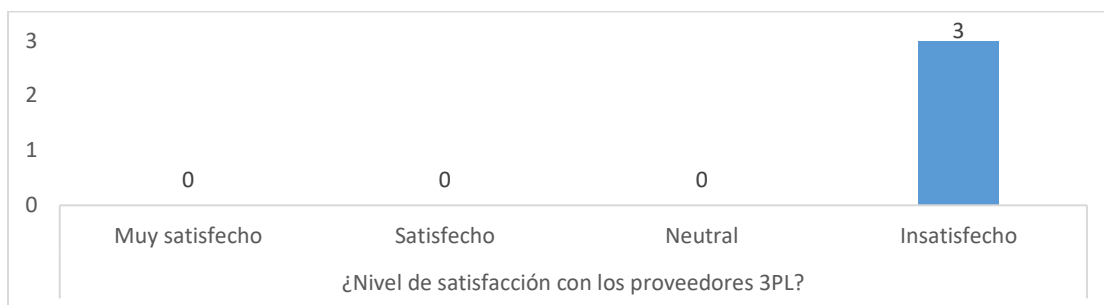 3
3
2
1
0 0 0
0
Muy satisfecho Satisfecho Neutral Insatisfecho
¿Nivel de satisfacción con los proveedores 3PL?